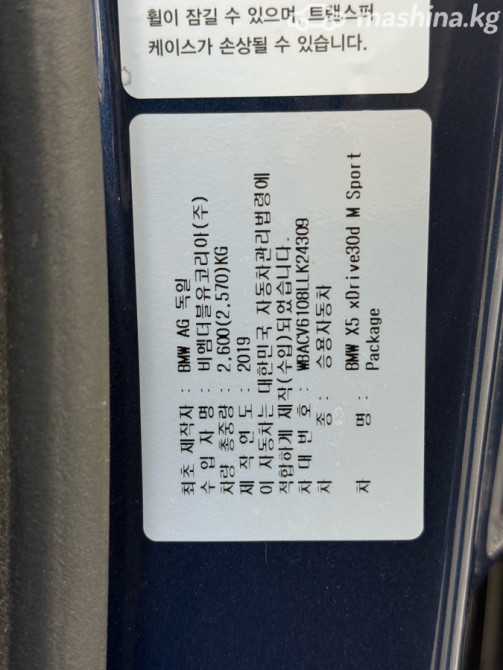 휠이 잠길 수 있으며, 트랜스퍼
케이스가 손상될 수 있습니다.
mashina.kg
최초 제작자 : BMW AG 독일
수 입 자 명 : 비엠더블유코리아(주)
차량 총중량 : 2,600(2,570)KG
제 작 연 도 : 2019
이 자동차는 대한민국 자동차관리법령에
적합하게 제작(수입)되었습니다.
차 대 번 호 : WBACV6108LLK24309
차 종 : 승용자동차
차 명 : BMW X5 xDrive30d M Sport
Package